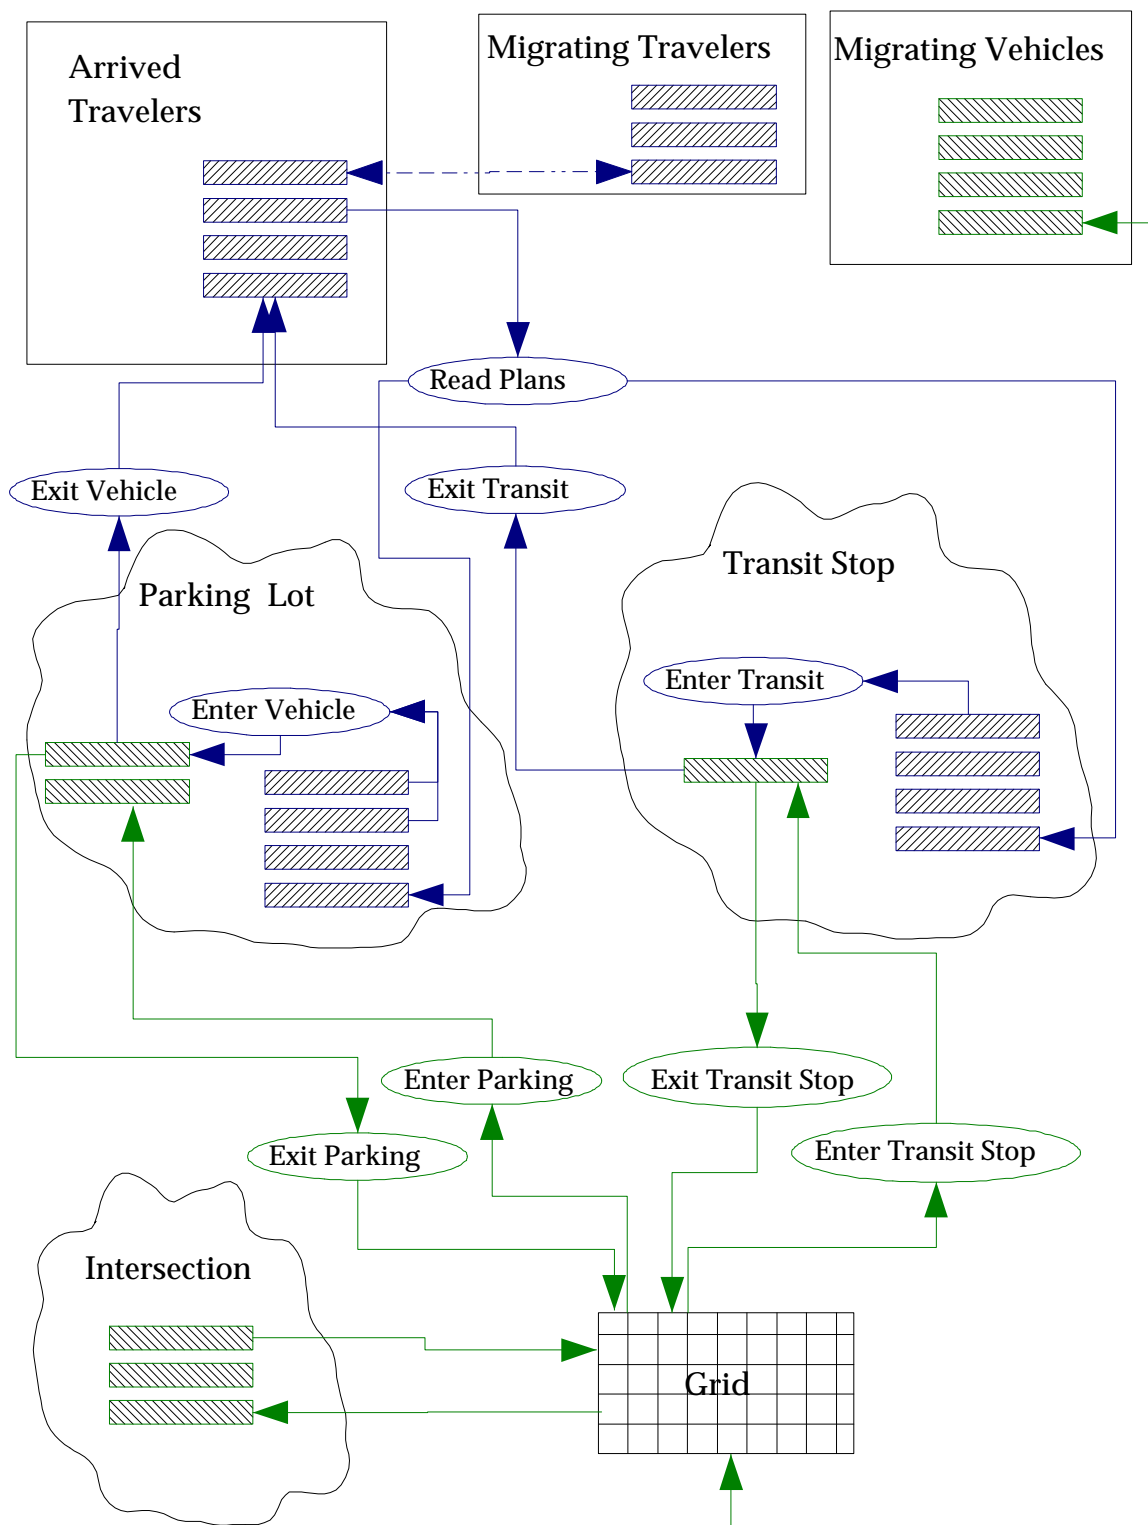 Arrived
Travelers
Migrating Travelers
Migrating Vehicles
Read Plans
Exit Vehicle
Exit Transit
Parking Lot
Transit Stop
Enter Vehicle
Enter Transit
Enter Parking
Exit Transit Stop
Exit Parking
Enter Transit Stop
Intersection
Grid